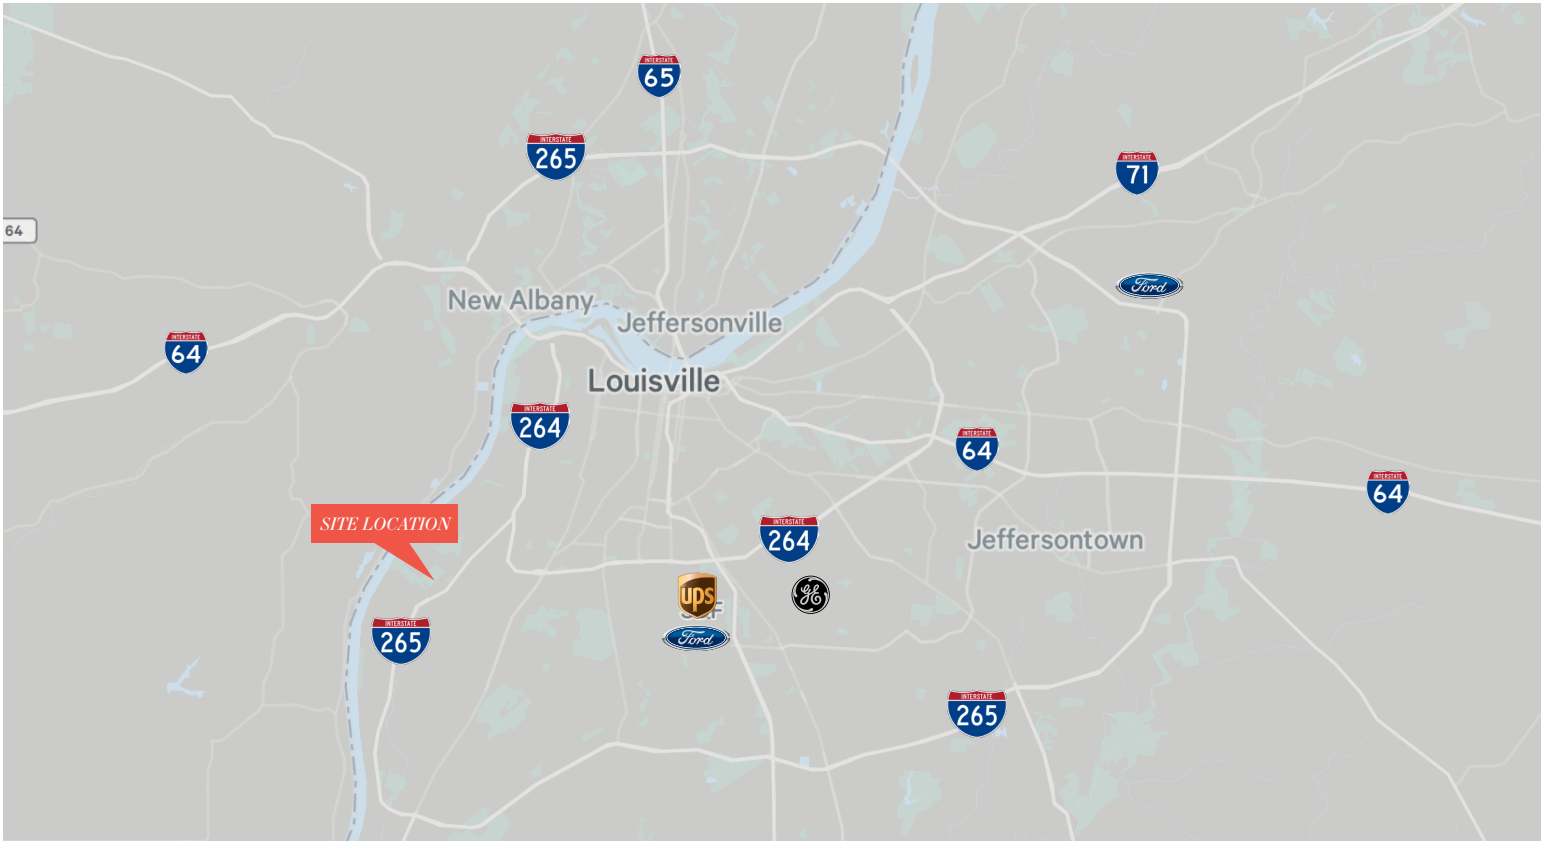 INTERSTATE
65
INTERSTATE
265
INTERSTATE
71
64
Ford
New Albany
Jeffersonville
INTERSTATE
64
Louisville
INTERSTATE
264
INTERSTATE
64
INTERSTATE
64
SITE LOCATION
INTERSTATE
264
Jeffersontown
ups
GE
INTERSTATE
265
Ford
INTERSTATE
265